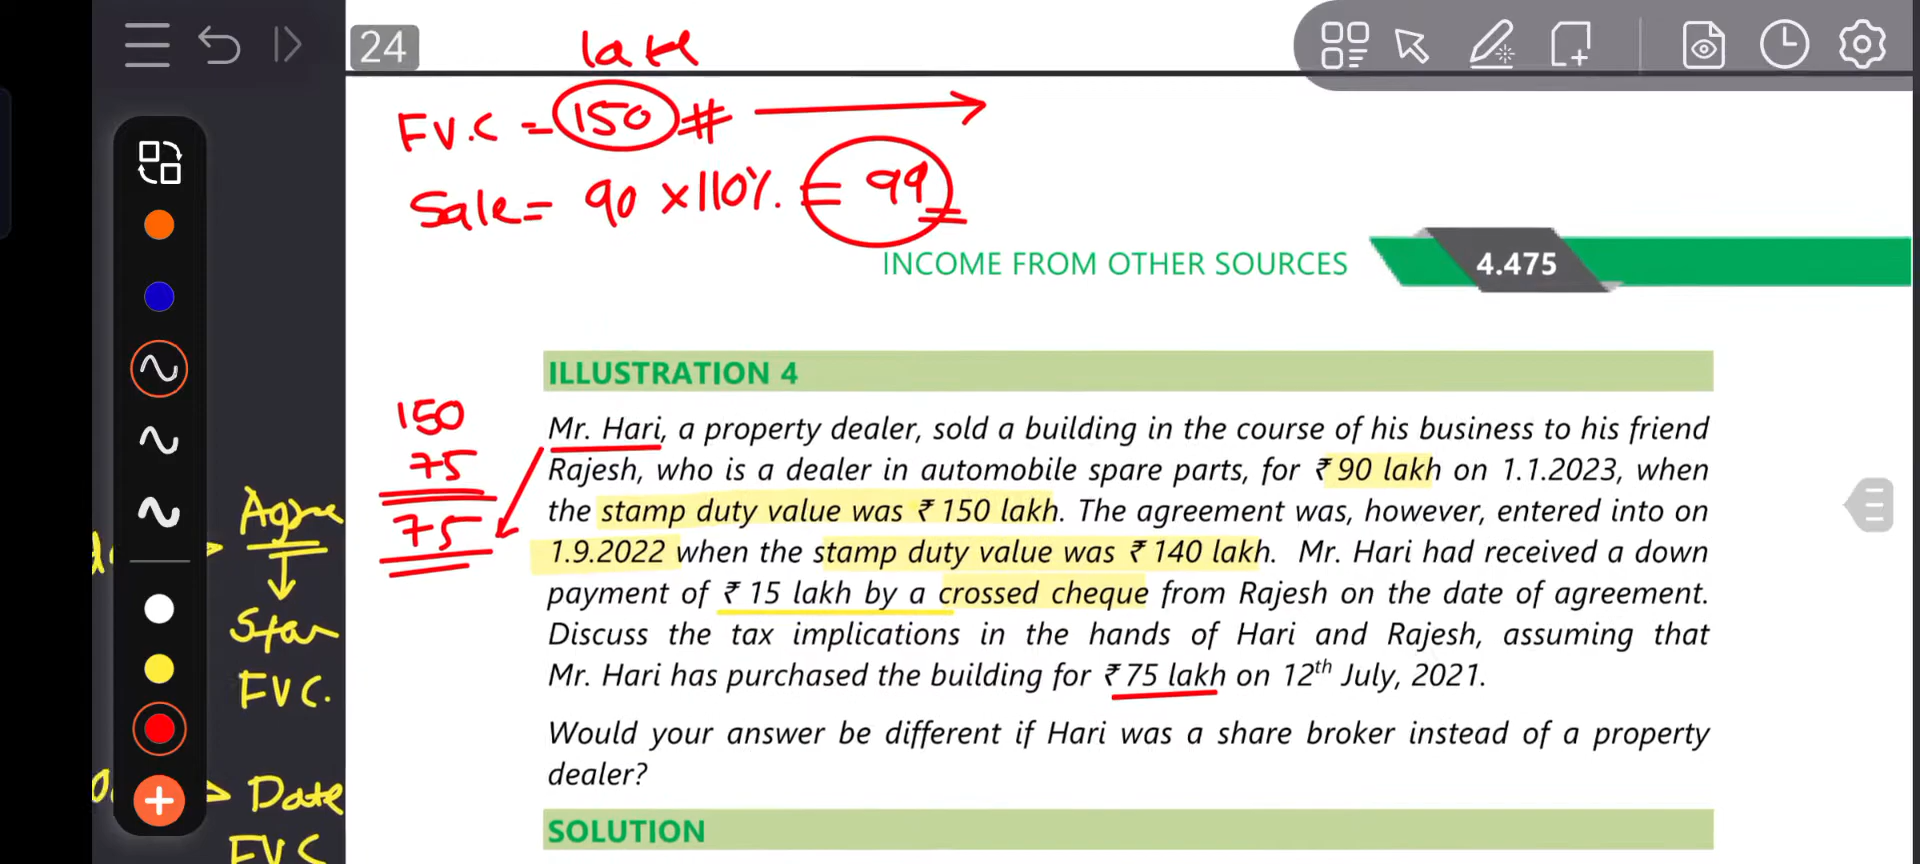 24
late
F.V.C = 150 #
Sale = 90 × 110% = 99
INCOME FROM OTHER SOURCES 4.475
ILLUSTRATION 4
150
75
75
Mr. Hari, a property dealer, sold a building in the course of his business to his friend
Rajesh, who is a dealer in automobile spare parts, for ₹ 90 lakh on 1.1.2023, when
the stamp duty value was ₹ 150 lakh. The agreement was, however, entered into on
1.9.2022 when the stamp duty value was ₹ 140 lakh. Mr. Hari had received a down
payment of ₹ 15 lakh by a crossed cheque from Rajesh on the date of agreement.
Discuss the tax implications in the hands of Hari and Rajesh, assuming that
Mr. Hari has purchased the building for ₹ 75 lakh on 12th July, 2021.
Would your answer be different if Hari was a share broker instead of a property
dealer?
SOLUTION
Agre
Star
FVC.
Date
FVC